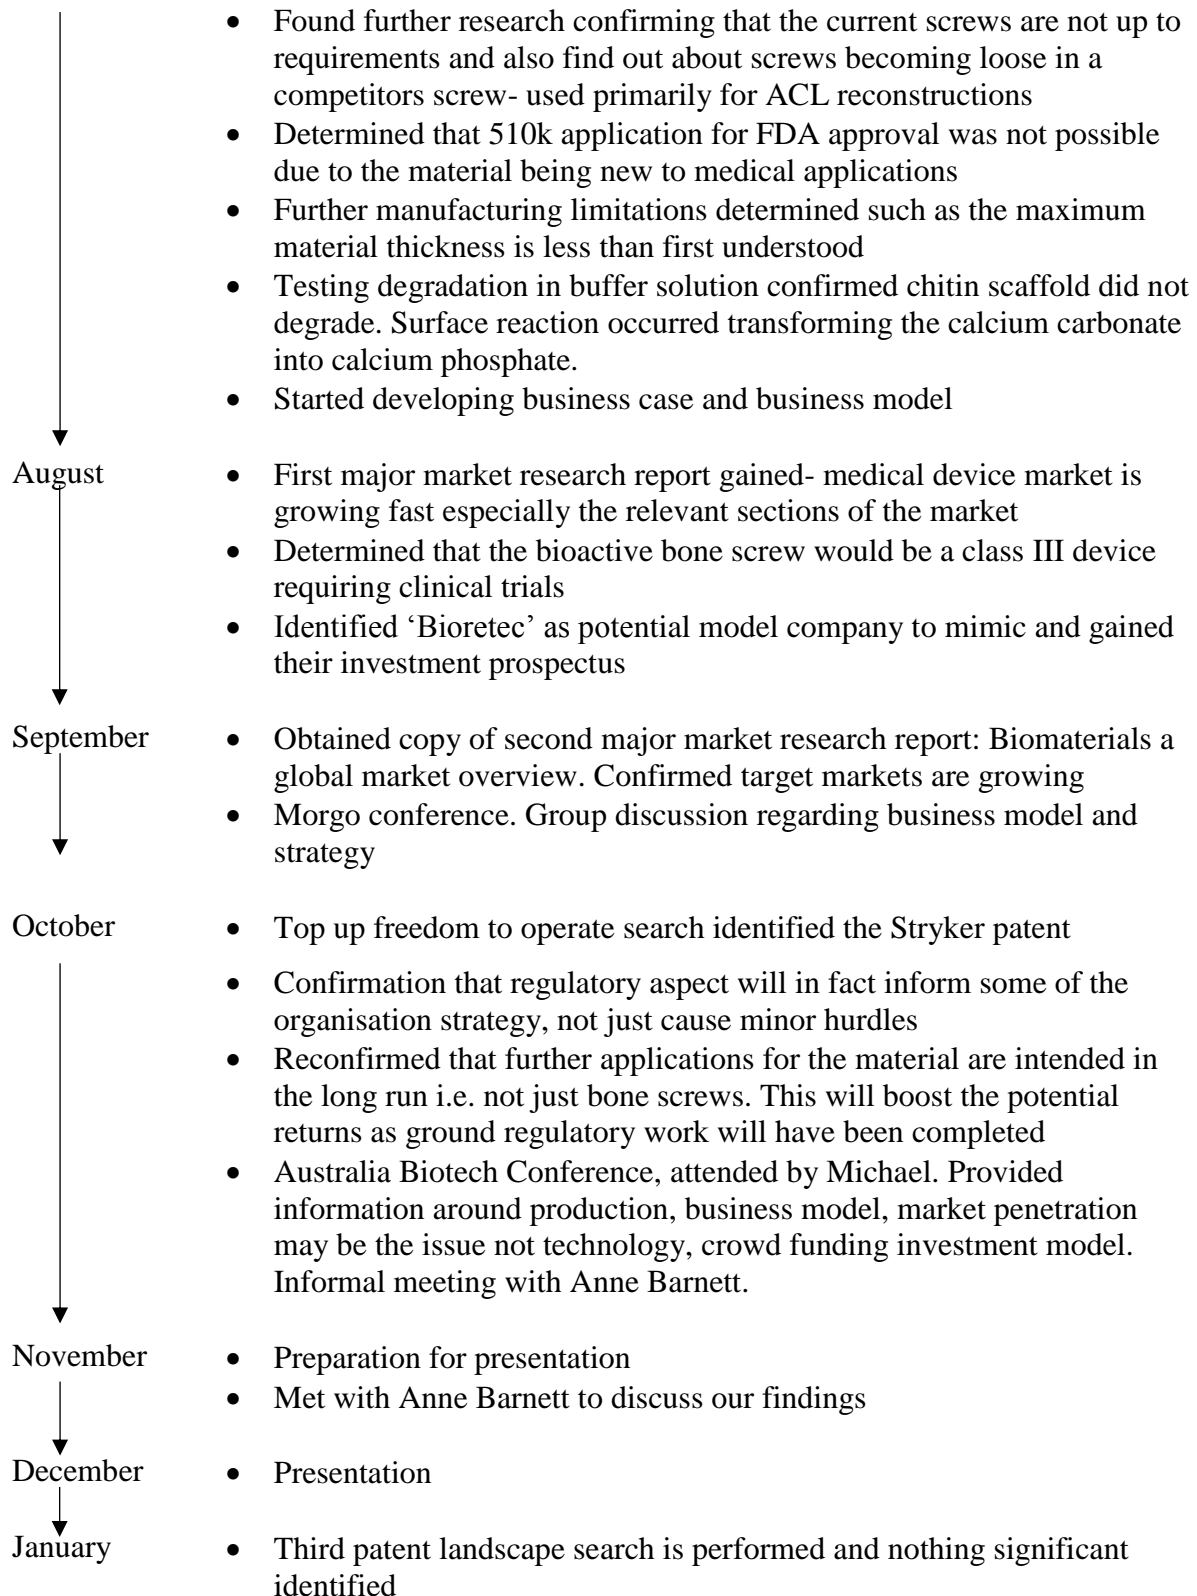 • Found further research confirming that the current screws are not up to
requirements and also find out about screws becoming loose in a
competitors screw- used primarily for ACL reconstructions
• Determined that 510k application for FDA approval was not possible
due to the material being new to medical applications
• Further manufacturing limitations determined such as the maximum
material thickness is less than first understood
• Testing degradation in buffer solution confirmed chitin scaffold did not
degrade. Surface reaction occurred transforming the calcium carbonate
into calcium phosphate.
• Started developing business case and business model
August • First major market research report gained- medical device market is
growing fast especially the relevant sections of the market
• Determined that the bioactive bone screw would be a class III device
requiring clinical trials
• Identified ‘Bioretec’ as potential model company to mimic and gained
their investment prospectus
September • Obtained copy of second major market research report: Biomaterials a
global market overview. Confirmed target markets are growing
• Morgo conference. Group discussion regarding business model and
strategy
October • Top up freedom to operate search identified the Stryker patent
• Confirmation that regulatory aspect will in fact inform some of the
organisation strategy, not just cause minor hurdles
• Reconfirmed that further applications for the material are intended in
the long run i.e. not just bone screws. This will boost the potential
returns as ground regulatory work will have been completed
• Australia Biotech Conference, attended by Michael. Provided
information around production, business model, market penetration
may be the issue not technology, crowd funding investment model.
Informal meeting with Anne Barnett.
November • Preparation for presentation
• Met with Anne Barnett to discuss our findings
December • Presentation
January • Third patent landscape search is performed and nothing significant
identified